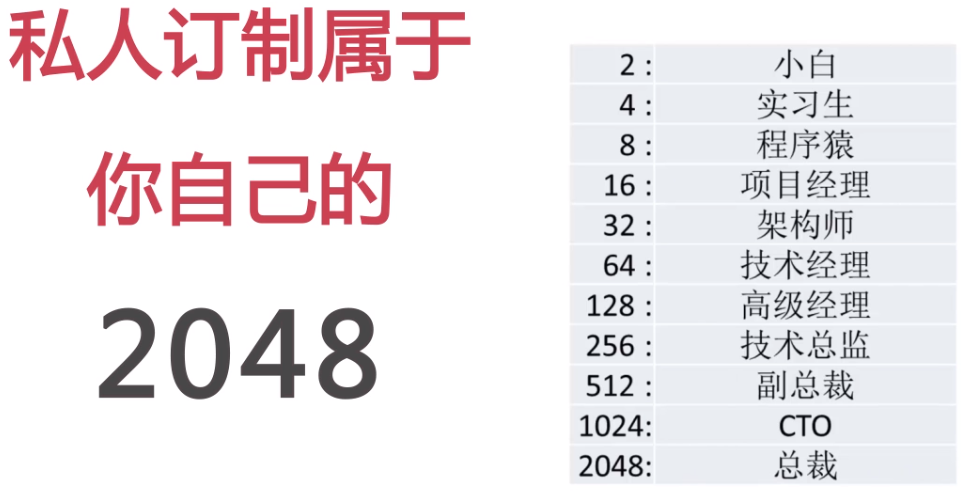 私人订制属于
你自己的
2048
2 : 小白
4 : 实习生
8 : 程序猿
16 : 项目经理
32 : 架构师
64 : 技术经理
128 : 高级经理
256 : 技术总监
512 : 副总裁
1024: CTO
2048: 总裁